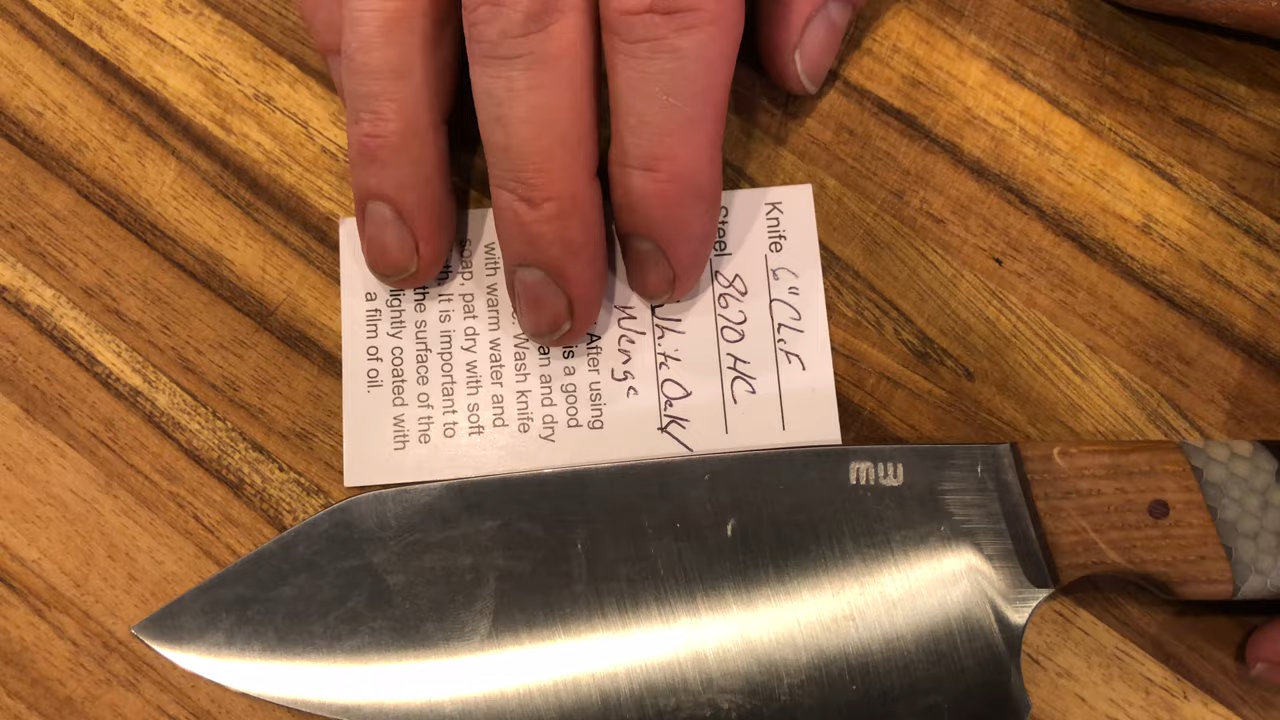 Knife 6" Ch.F
Steel 8670 HC
White Oak/
Wenge
After using
is a good
an and dry
. Wash knife
with warm water and
soap, pat dry with soft
th. It is important to
the surface of the
lightly coated with
a film of oil.
mw